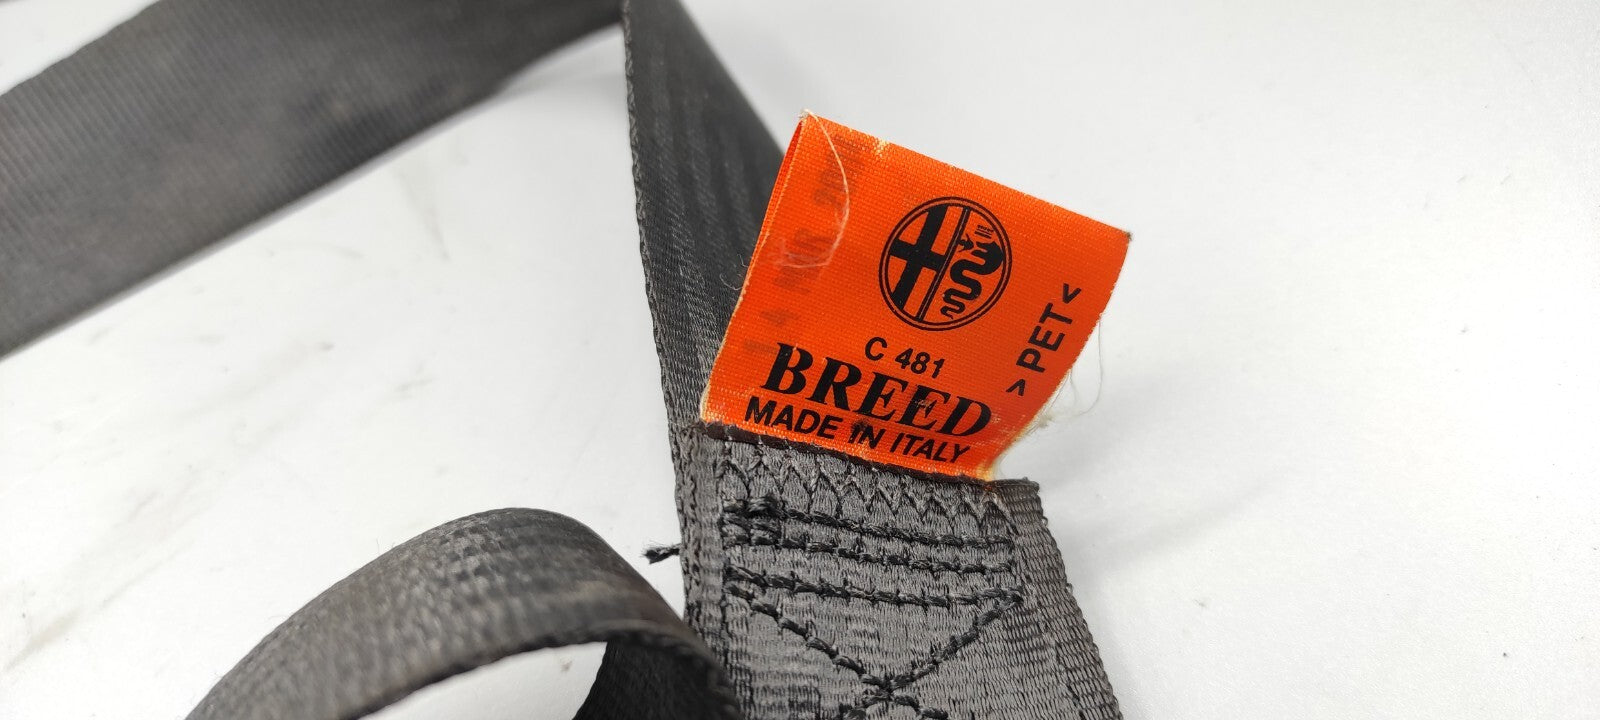 C 481
BREED
MADE IN ITALY
>PET<